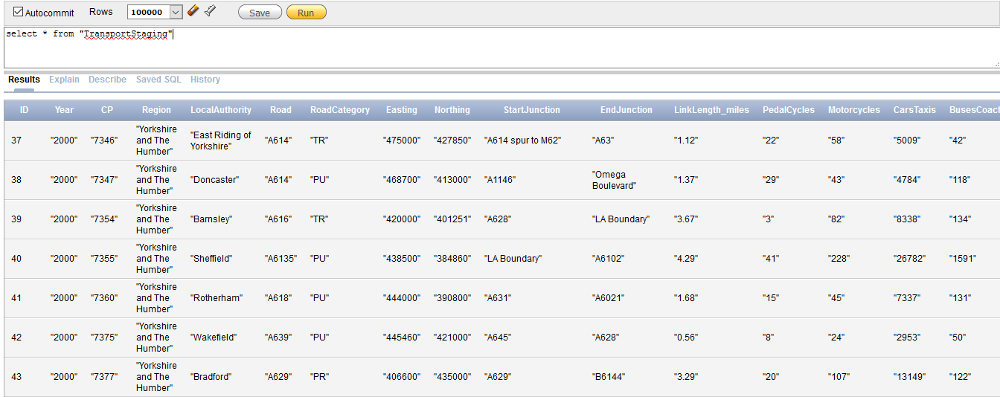 Autocommit Rows 100000 Save Run
select * from "TransportStaging"
Results Explain Describe Saved SQL History
ID Year CP Region LocalAuthority Road RoadCategory Easting Northing StartJunction EndJunction LinkLength_miles PedalCycles Motorcycles CarsTaxis BusesCoach
37 "2000" "7346" "Yorkshire and The Humber" "East Riding of Yorkshire" "A614" "TR" "475000" "427850" "A614 spur to M62" "A63" "1.12" "22" "58" "5009" "42"
38 "2000" "7347" "Yorkshire and The Humber" "Doncaster" "A614" "PU" "468700" "413000" "A1146" "Omega Boulevard" "1.37" "29" "43" "4784" "118"
39 "2000" "7354" "Yorkshire and The Humber" "Barnsley" "A616" "TR" "420000" "401251" "A628" "LA Boundary" "3.67" "3" "82" "8338" "134"
40 "2000" "7355" "Yorkshire and The Humber" "Sheffield" "A6135" "PU" "438500" "384860" "LA Boundary" "A6102" "4.29" "41" "228" "26782" "1591"
41 "2000" "7360" "Yorkshire and The Humber" "Rotherham" "A618" "PU" "444000" "390800" "A631" "A6021" "1.68" "15" "45" "7337" "131"
42 "2000" "7375" "Yorkshire and The Humber" "Wakefield" "A639" "PU" "445460" "421000" "A645" "A628" "0.56" "8" "24" "2953" "50"
43 "2000" "7377" "Yorkshire and The Humber" "Bradford" "A629" "PR" "406600" "435000" "A629" "B6144" "3.29" "20" "107" "13149" "122"